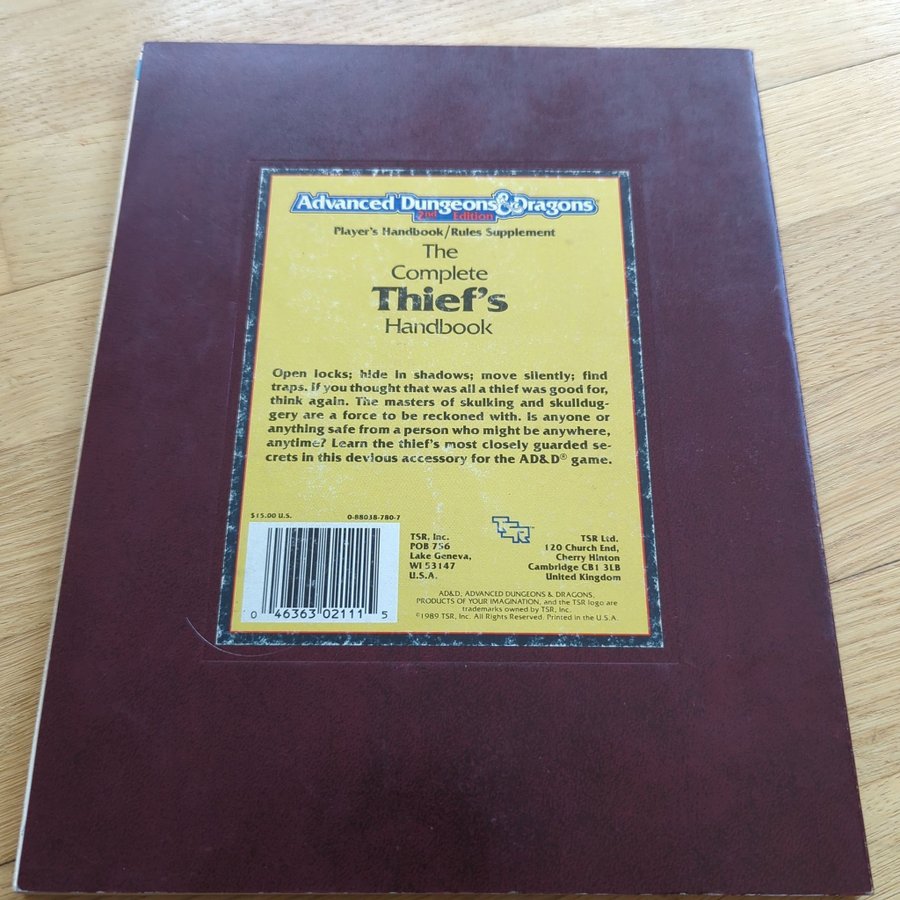 Advanced Dungeons & Dragons
2nd Edition
Player's Handbook/Rules Supplement
The
Complete
Thief's
Handbook
Open locks; hide in shadows; move silently; find
traps. If you thought that was all a thief was good for,
think again. The masters of skulking and skulldug-
gery are a force to be reckoned with. Is anyone or
anything safe from a person who might be anywhere,
anytime? Learn the thief's most closely guarded se-
crets in this devious accessory for the AD&D® game.
$15.00 U.S. 0-88038-780-7
0 46363 02111 5
TSR, Inc.
POB 756
Lake Geneva,
WI 53147
U.S.A.
TSR™
TSR Ltd.
120 Church End,
Cherry Hinton
Cambridge CB1 3LB
United Kingdom
AD&D, ADVANCED DUNGEONS & DRAGONS,
PRODUCTS OF YOUR IMAGINATION, and the TSR logo are
trademarks owned by TSR, Inc.
©1989 TSR, Inc. All Rights Reserved. Printed in the U.S.A.